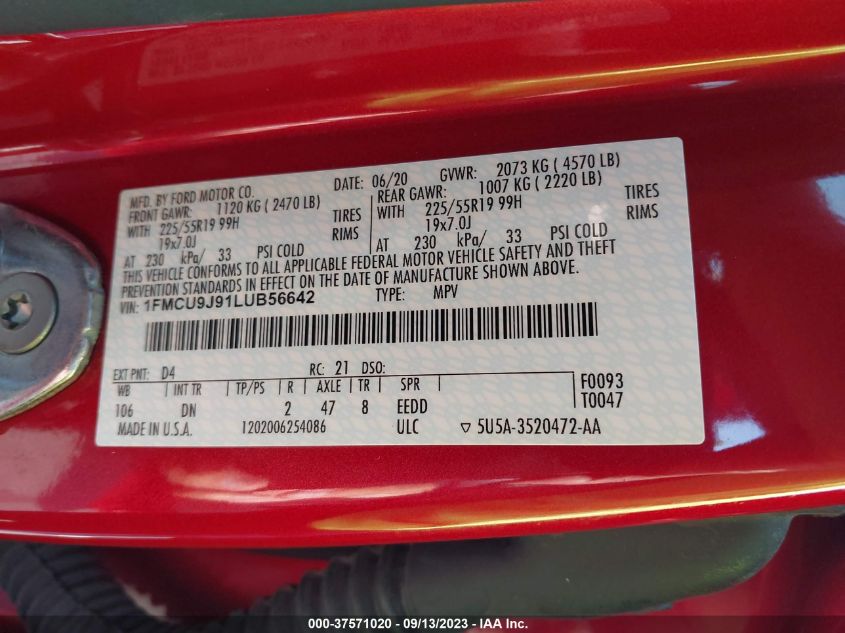 MFD. BY FORD MOTOR CO. DATE: 06/20 GVWR: 2073 KG ( 4570 LB)
FRONT GAWR: 1120 KG ( 2470 LB) REAR GAWR: 1007 KG ( 2220 LB)
WITH 225/55R19 99H TIRES WITH 225/55R19 99H TIRES
19x7.0J RIMS 19x7.0J RIMS
AT 230 kPa/ 33 PSI COLD AT 230 kPa/ 33 PSI COLD
THIS VEHICLE CONFORMS TO ALL APPLICABLE FEDERAL MOTOR VEHICLE SAFETY AND THEFT
PREVENTION STANDARDS IN EFFECT ON THE DATE OF MANUFACTURE SHOWN ABOVE.
VIN: 1FMCU9J91LUB56642 TYPE: MPV
EXT PNT: D4 RC: 21 DSO:
WB INT TR TP/PS R AXLE TR SPR F0093
106 DN 2 47 8 EEDD T0047
MADE IN U.S.A. 1202006254086 ULC ▽ 5U5A-3520472-AA
000-37571020 - 09/13/2023 - IAA Inc.